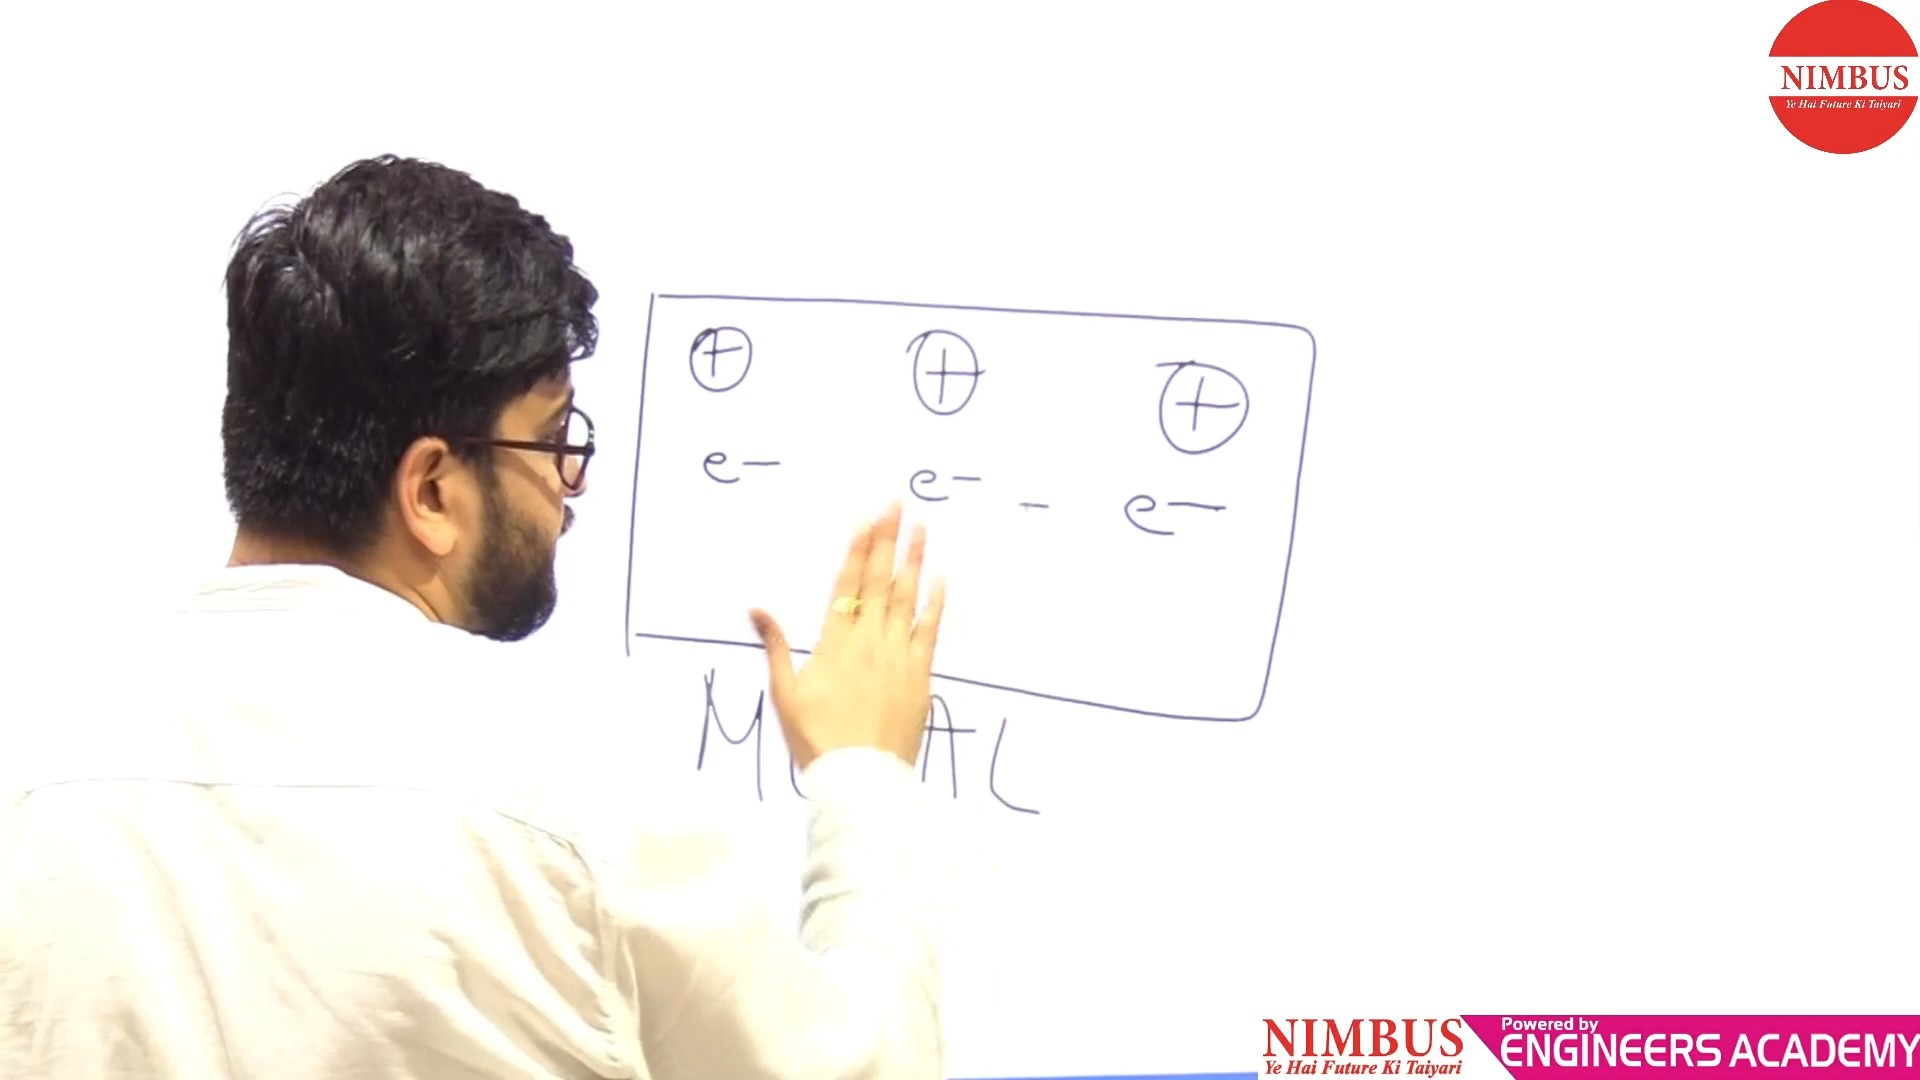 NIMBUS
Ye Hai Future Ki Taiyari
+ + +
e- e- - e-
NIMBUS
Ye Hai Future Ki Taiyari
Powered by
ENGINEERS ACADEMY